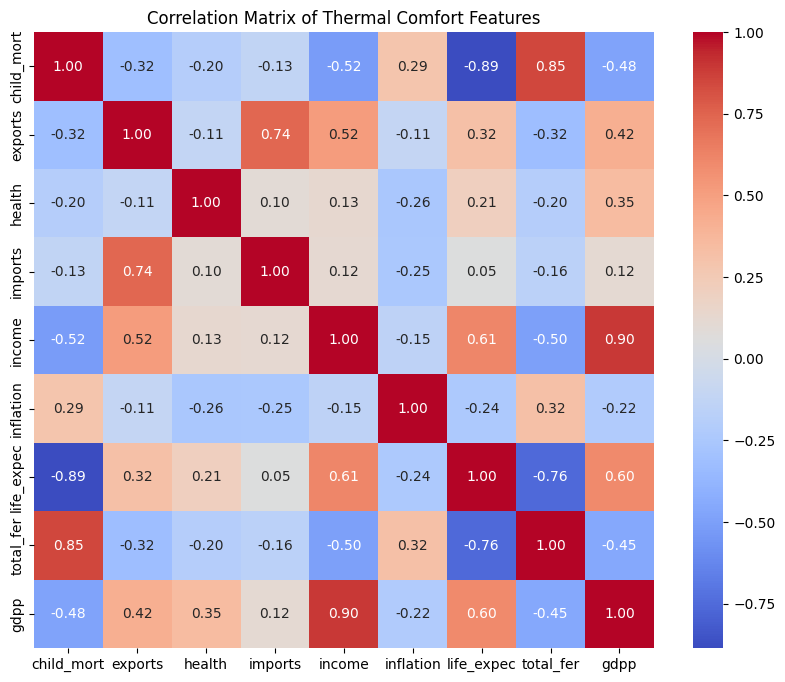 Correlation Matrix of Thermal Comfort Features
child_mort 1.00 -0.32 -0.20 -0.13 -0.52 0.29 -0.89 0.85 -0.48
exports -0.32 1.00 -0.11 0.74 0.52 -0.11 0.32 -0.32 0.42
health -0.20 -0.11 1.00 0.10 0.13 -0.26 0.21 -0.20 0.35
imports -0.13 0.74 0.10 1.00 0.12 -0.25 0.05 -0.16 0.12
income -0.52 0.52 0.13 0.12 1.00 -0.15 0.61 -0.50 0.90
inflation 0.29 -0.11 -0.26 -0.25 -0.15 1.00 -0.24 0.32 -0.22
life_expec -0.89 0.32 0.21 0.05 0.61 -0.24 1.00 -0.76 0.60
total_fer 0.85 -0.32 -0.20 -0.16 -0.50 0.32 -0.76 1.00 -0.45
gdpp -0.48 0.42 0.35 0.12 0.90 -0.22 0.60 -0.45 1.00
child_mort exports health imports income inflation life_expec total_fer gdpp
1.00
0.75
0.50
0.25
0.00
-0.25
-0.50
-0.75